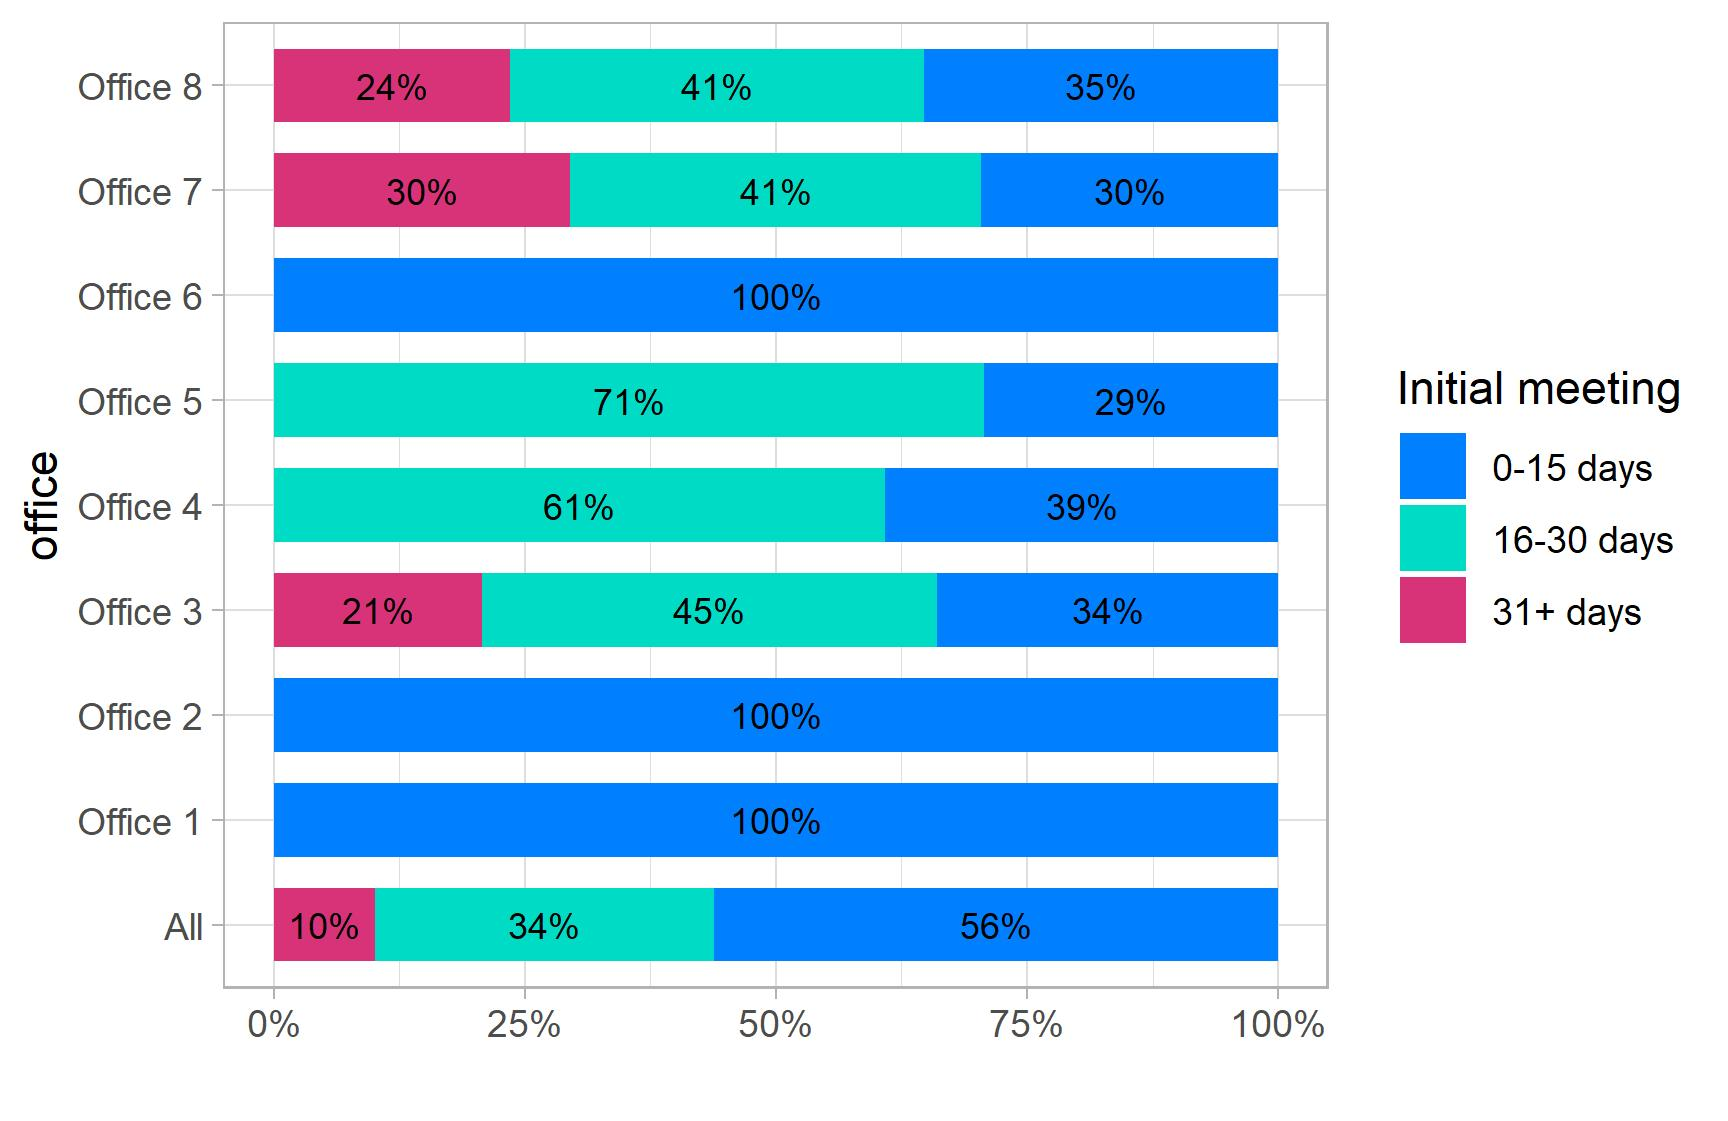 Office 8 24% 41% 35%
Office 7 30% 41% 30%
Office 6 100%
Office 5 71% 29%
Office 4 61% 39%
Office 3 21% 45% 34%
Office 2 100%
Office 1 100%
All 10% 34% 56%
0% 25% 50% 75% 100%
office
Initial meeting
0-15 days
16-30 days
31+ days